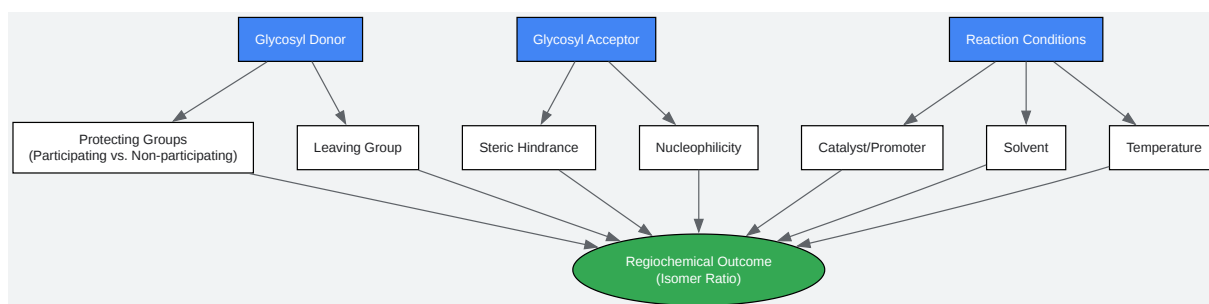 Glycosyl Donor
Glycosyl Acceptor
Reaction Conditions
Protecting Groups
(Participating vs. Non-participating)
Leaving Group
Steric Hindrance
Nucleophilicity
Catalyst/Promoter
Solvent
Temperature
Regiochemical Outcome
(Isomer Ratio)